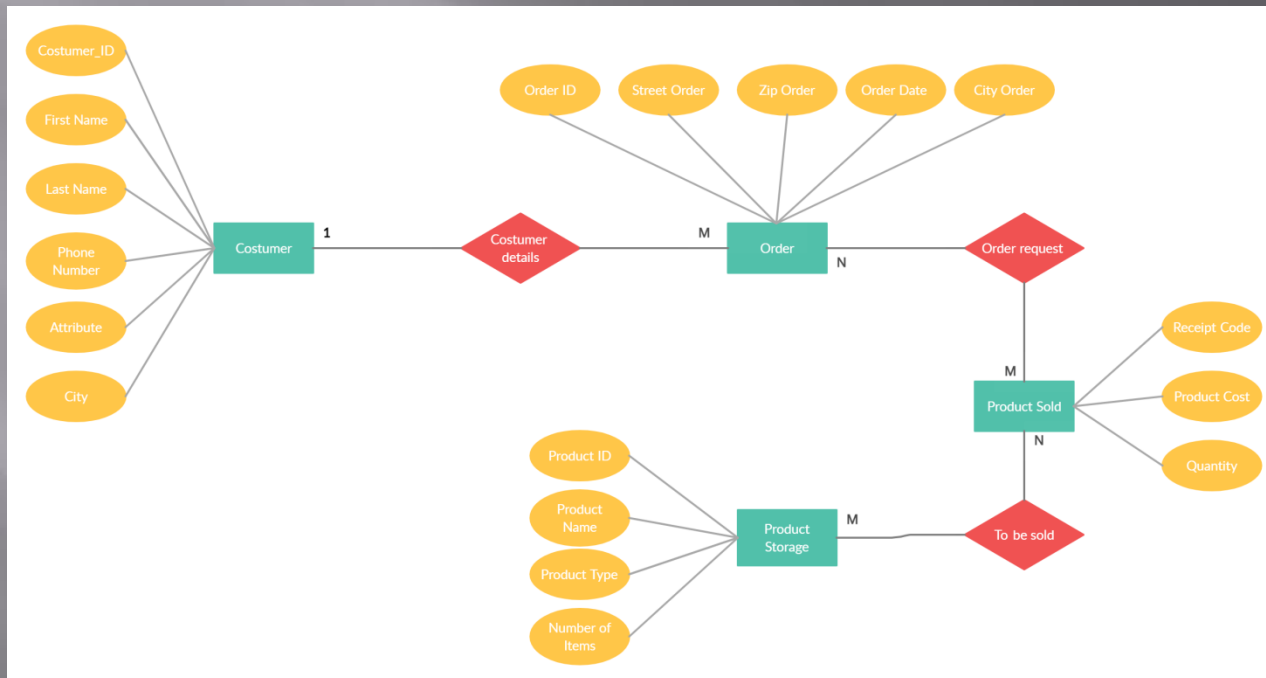 Costumer_ID
First Name
Last Name
Phone
Number
Attribute
City
Costumer
1
Costumer
details
M
Order ID
Street Order
Zip Order
Order Date
City Order
Order
N
Order request
M
Product Sold
N
Receipt Code
Product Cost
Quantity
To be sold
M
Product
Storage
Product ID
Product
Name
Product Type
Number of
Items